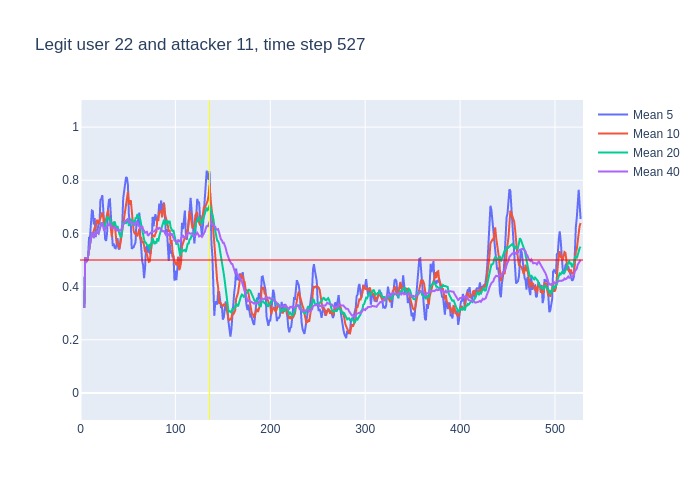 Legit user 22 and attacker 11, time step 527
Mean 5
Mean 10
Mean 20
Mean 40
1
0.8
0.6
0.4
0.2
0
0 100 200 300 400 500